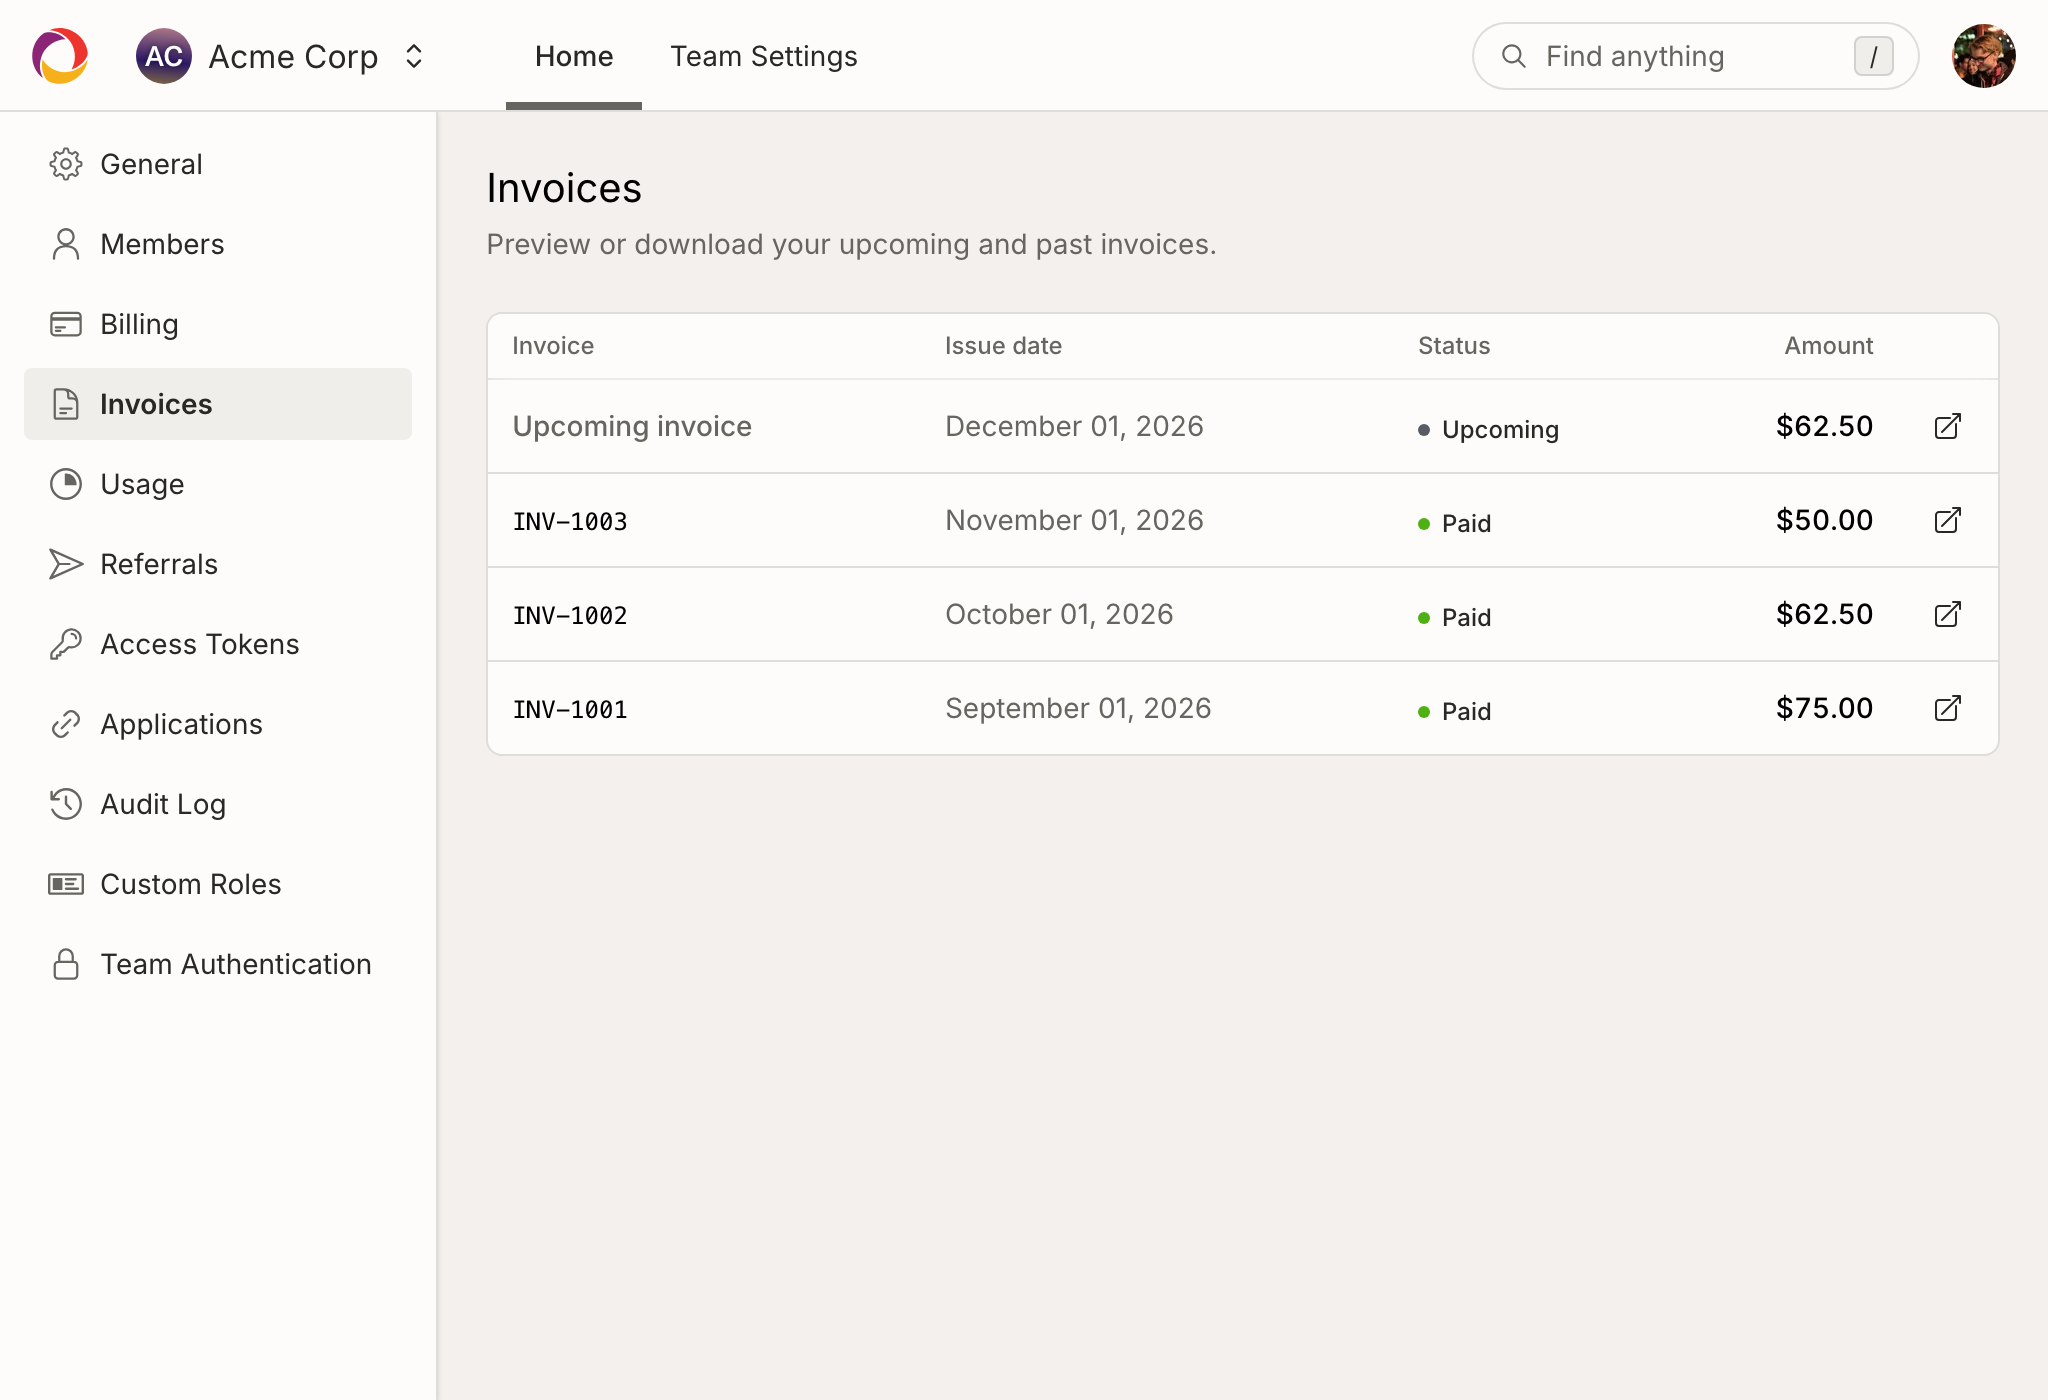 AC Acme Corp Home Team Settings Find anything /
General
Members
Billing
Invoices
Usage
Referrals
Access Tokens
Applications
Audit Log
Custom Roles
Team Authentication
Invoices
Preview or download your upcoming and past invoices.
Invoice Issue date Status Amount
Upcoming invoice December 01, 2026 Upcoming $62.50
INV-1003 November 01, 2026 Paid $50.00
INV-1002 October 01, 2026 Paid $62.50
INV-1001 September 01, 2026 Paid $75.00